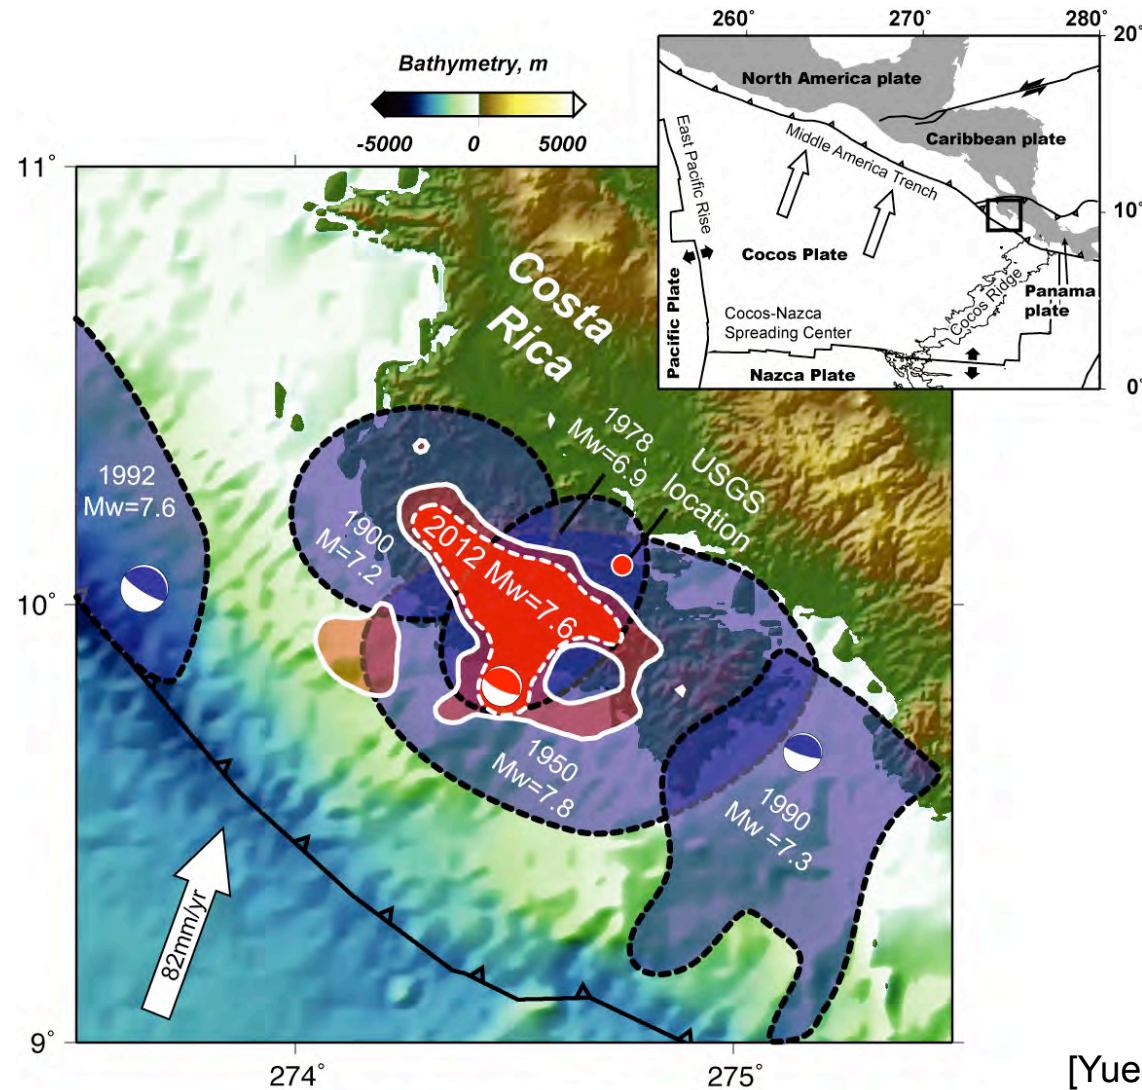 Bathymetry, m
-5000 0 5000
260˚ 270˚ 280˚
20˚
10˚
0˚
North America plate
Caribbean plate
Middle America Trench
East Pacific Rise
Cocos Plate
Pacific Plate
Cocos Ridge
Panama
plate
Cocos-Nazca
Spreading Center
Nazca Plate
11˚
10˚
9˚
274˚ 275˚
Costa
Rica
1992
Mw=7.6
1900
M=7.2
2012 Mw=7.6
1978
Mw=6.9
USGS
location
1950
Mw=7.8
1990
Mw =7.3
82mm/yr
[Yue